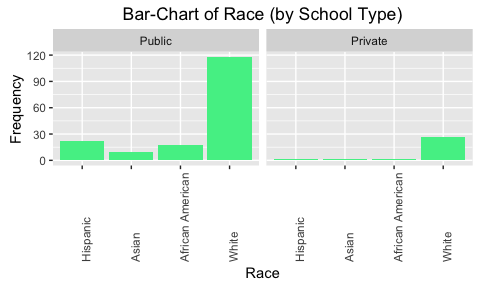 Bar-Chart of Race (by School Type)
Public
Private
Frequency
120
90
60
30
0
Hispanic
Asian
African American
White
Hispanic
Asian
African American
White
Race